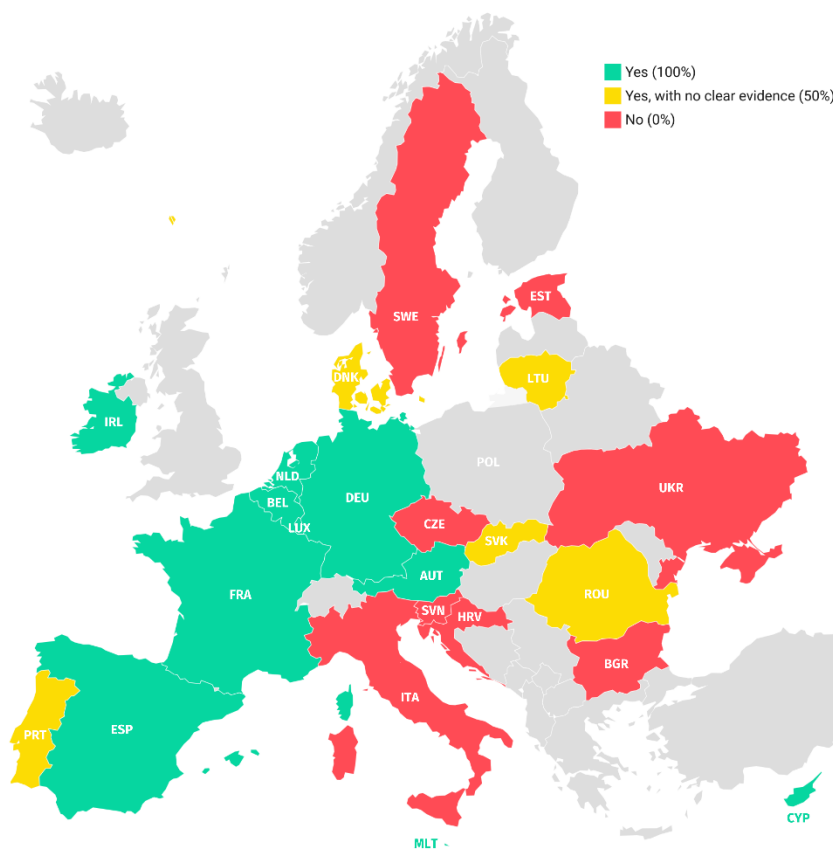 Yes (100%)
Yes, with no clear evidence (50%)
No (0%)
EST
SWE
DNK
LTU
IRL
POL
NLD
UKR
DEU
BEL
CZE
LUX
SVK
AUT
FRA
ROU
SVN
HRV
BGR
ITA
ESP
PRT
CYP
MLT